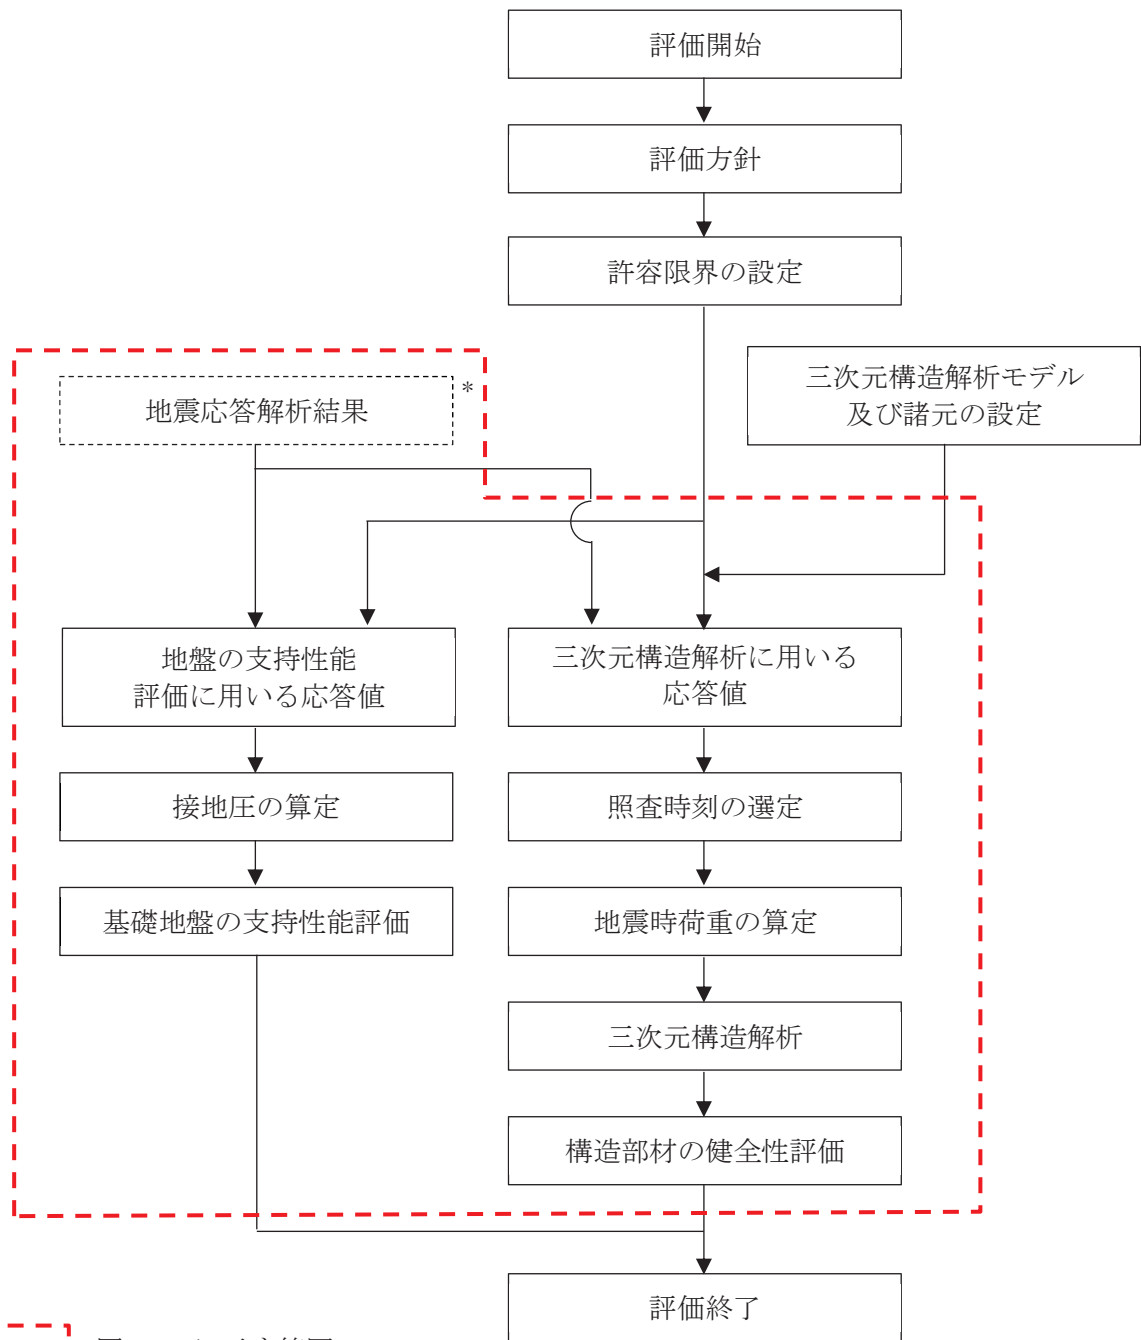 評価開始
評価方針
許容限界の設定
地震応答解析結果
*
三次元構造解析モデル
及び諸元の設定
地盤の支持性能
評価に用いる応答値
三次元構造解析に用いる
応答値
接地圧の算定
照査時刻の選定
基礎地盤の支持性能評価
地震時荷重の算定
三次元構造解析
構造部材の健全性評価
評価終了